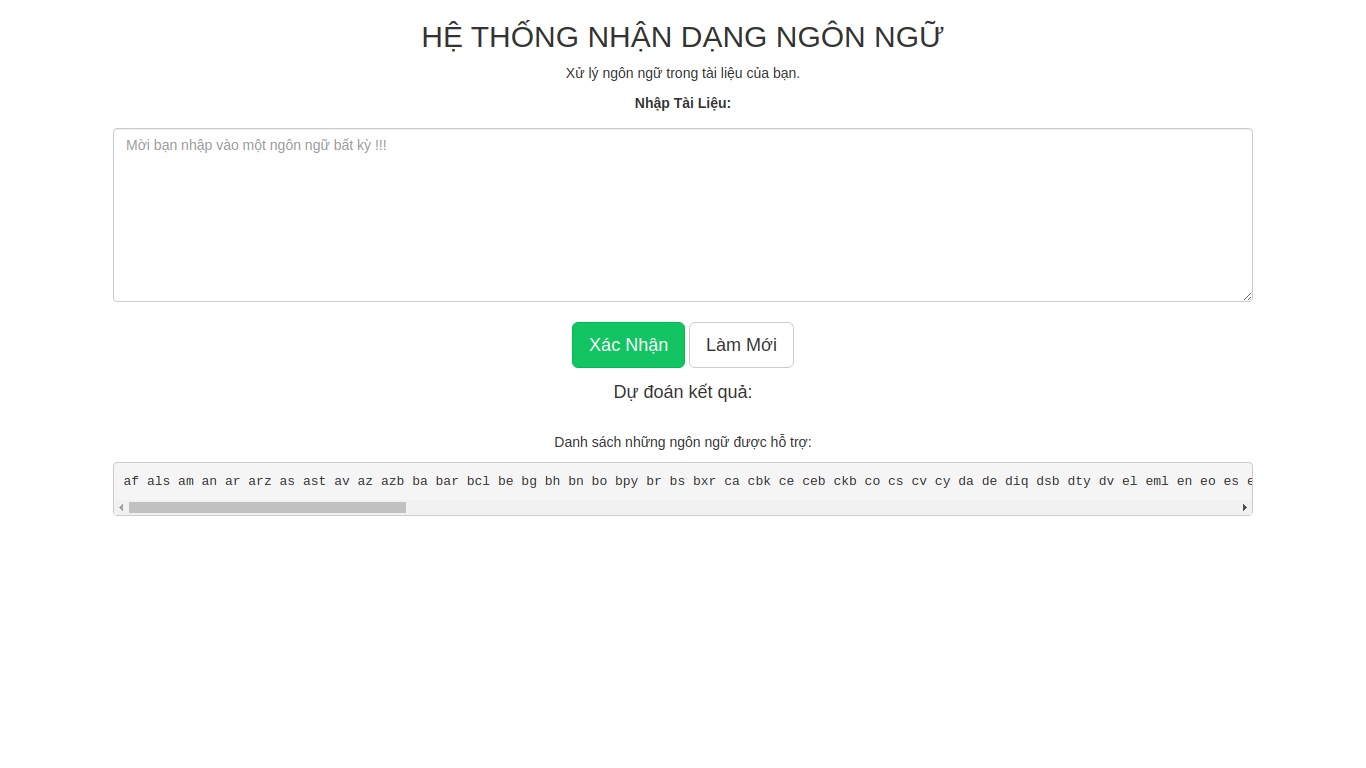 HỆ THỐNG NHẬN DẠNG NGÔN NGỮ
Xử lý ngôn ngữ trong tài liệu của bạn.
Nhập Tài Liệu:
Mời bạn nhập vào một ngôn ngữ bất kỳ !!!
Xác Nhận Làm Mới
Dự đoán kết quả:
Danh sách những ngôn ngữ được hỗ trợ:
af als am an ar arz as ast av az azb ba bar bcl be bg bh bn bo bpy br bs bxr ca cbk ce ceb ckb co cs cv cy da de diq dsb dty dv el eml en eo es